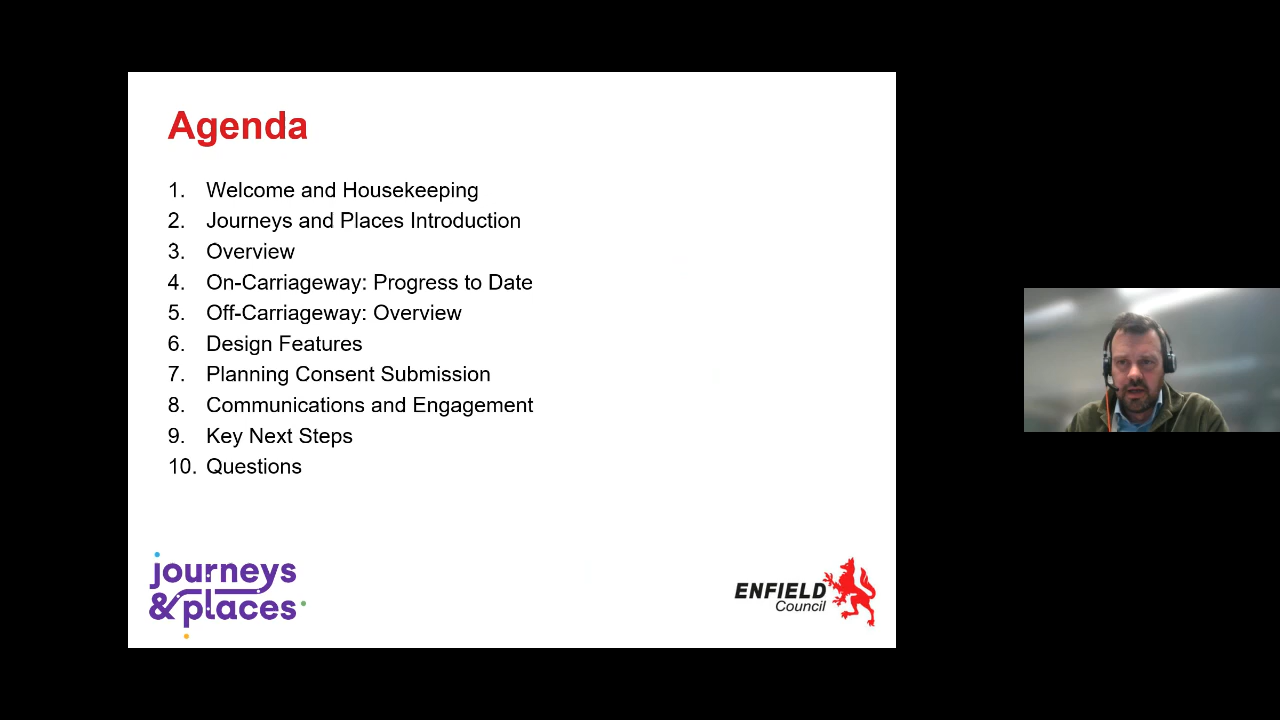 Agenda
1. Welcome and Housekeeping
2. Journeys and Places Introduction
3. Overview
4. On-Carriageway: Progress to Date
5. Off-Carriageway: Overview
6. Design Features
7. Planning Consent Submission
8. Communications and Engagement
9. Key Next Steps
10. Questions
journeys
&places
ENFIELD
Council